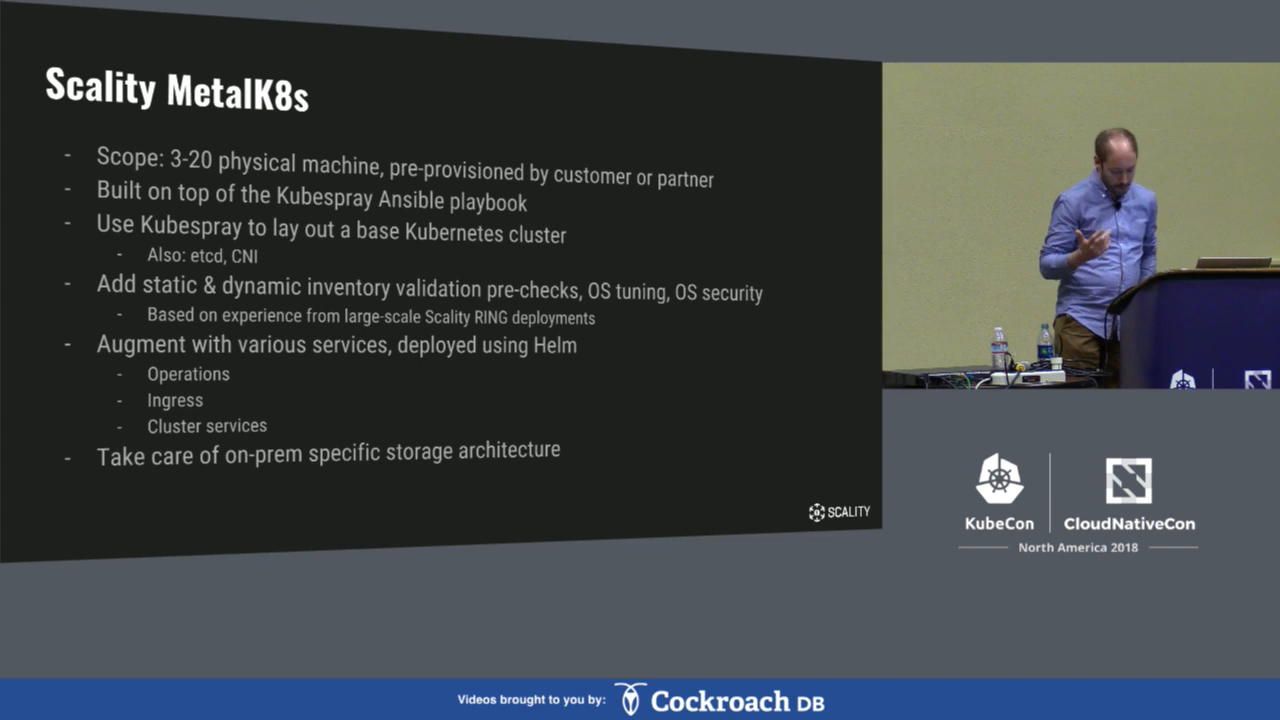 Scality MetalK8s
- Scope: 3-20 physical machine, pre-provisioned by customer or partner
- Built on top of the Kubespray Ansible playbook
- Use Kubespray to lay out a base Kubernetes cluster
- Also: etcd, CNI
- Add static & dynamic inventory validation pre-checks, OS tuning, OS security
- Based on experience from large-scale Scality RING deployments
- Augment with various services, deployed using Helm
- Operations
- Ingress
- Cluster services
- Take care of on-prem specific storage architecture
SCALITY
KubeCon
CloudNativeCon
North America 2018
Videos brought to you by:
Cockroach DB